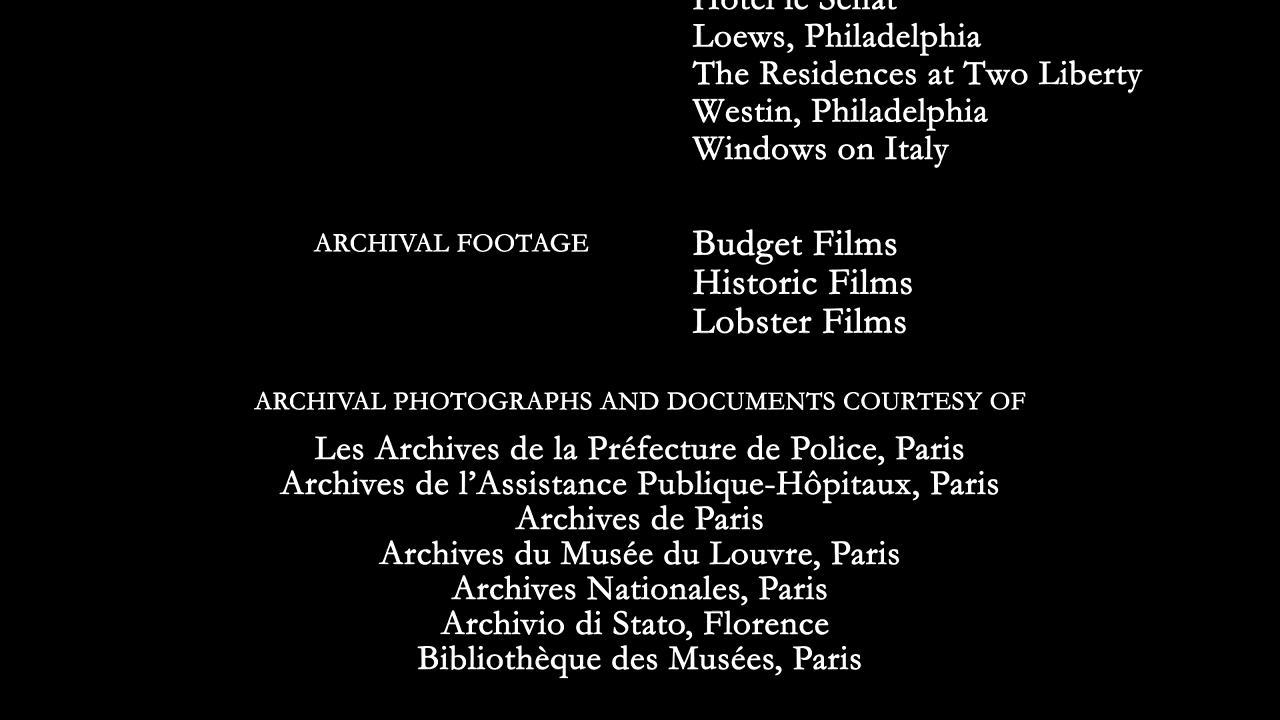 Hotel le Sénat
Loews, Philadelphia
The Residences at Two Liberty
Westin, Philadelphia
Windows on Italy
ARCHIVAL FOOTAGE
Budget Films
Historic Films
Lobster Films
ARCHIVAL PHOTOGRAPHS AND DOCUMENTS COURTESY OF
Les Archives de la Préfecture de Police, Paris
Archives de l’Assistance Publique-Hôpitaux, Paris
Archives de Paris
Archives du Musée du Louvre, Paris
Archives Nationales, Paris
Archivio di Stato, Florence
Bibliothèque des Musées, Paris